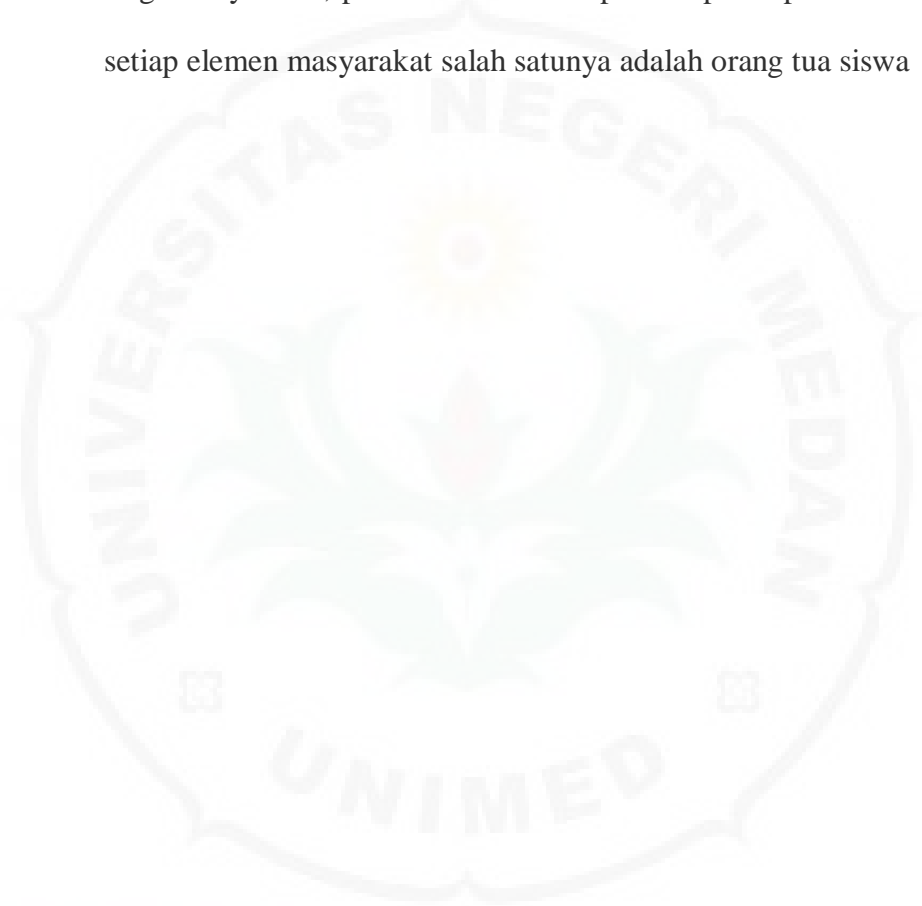 setiap elemen masyarakat salah satunya adalah orang tua siswa
UNIVERSITAS NEGERI MEDAN
UNIMED